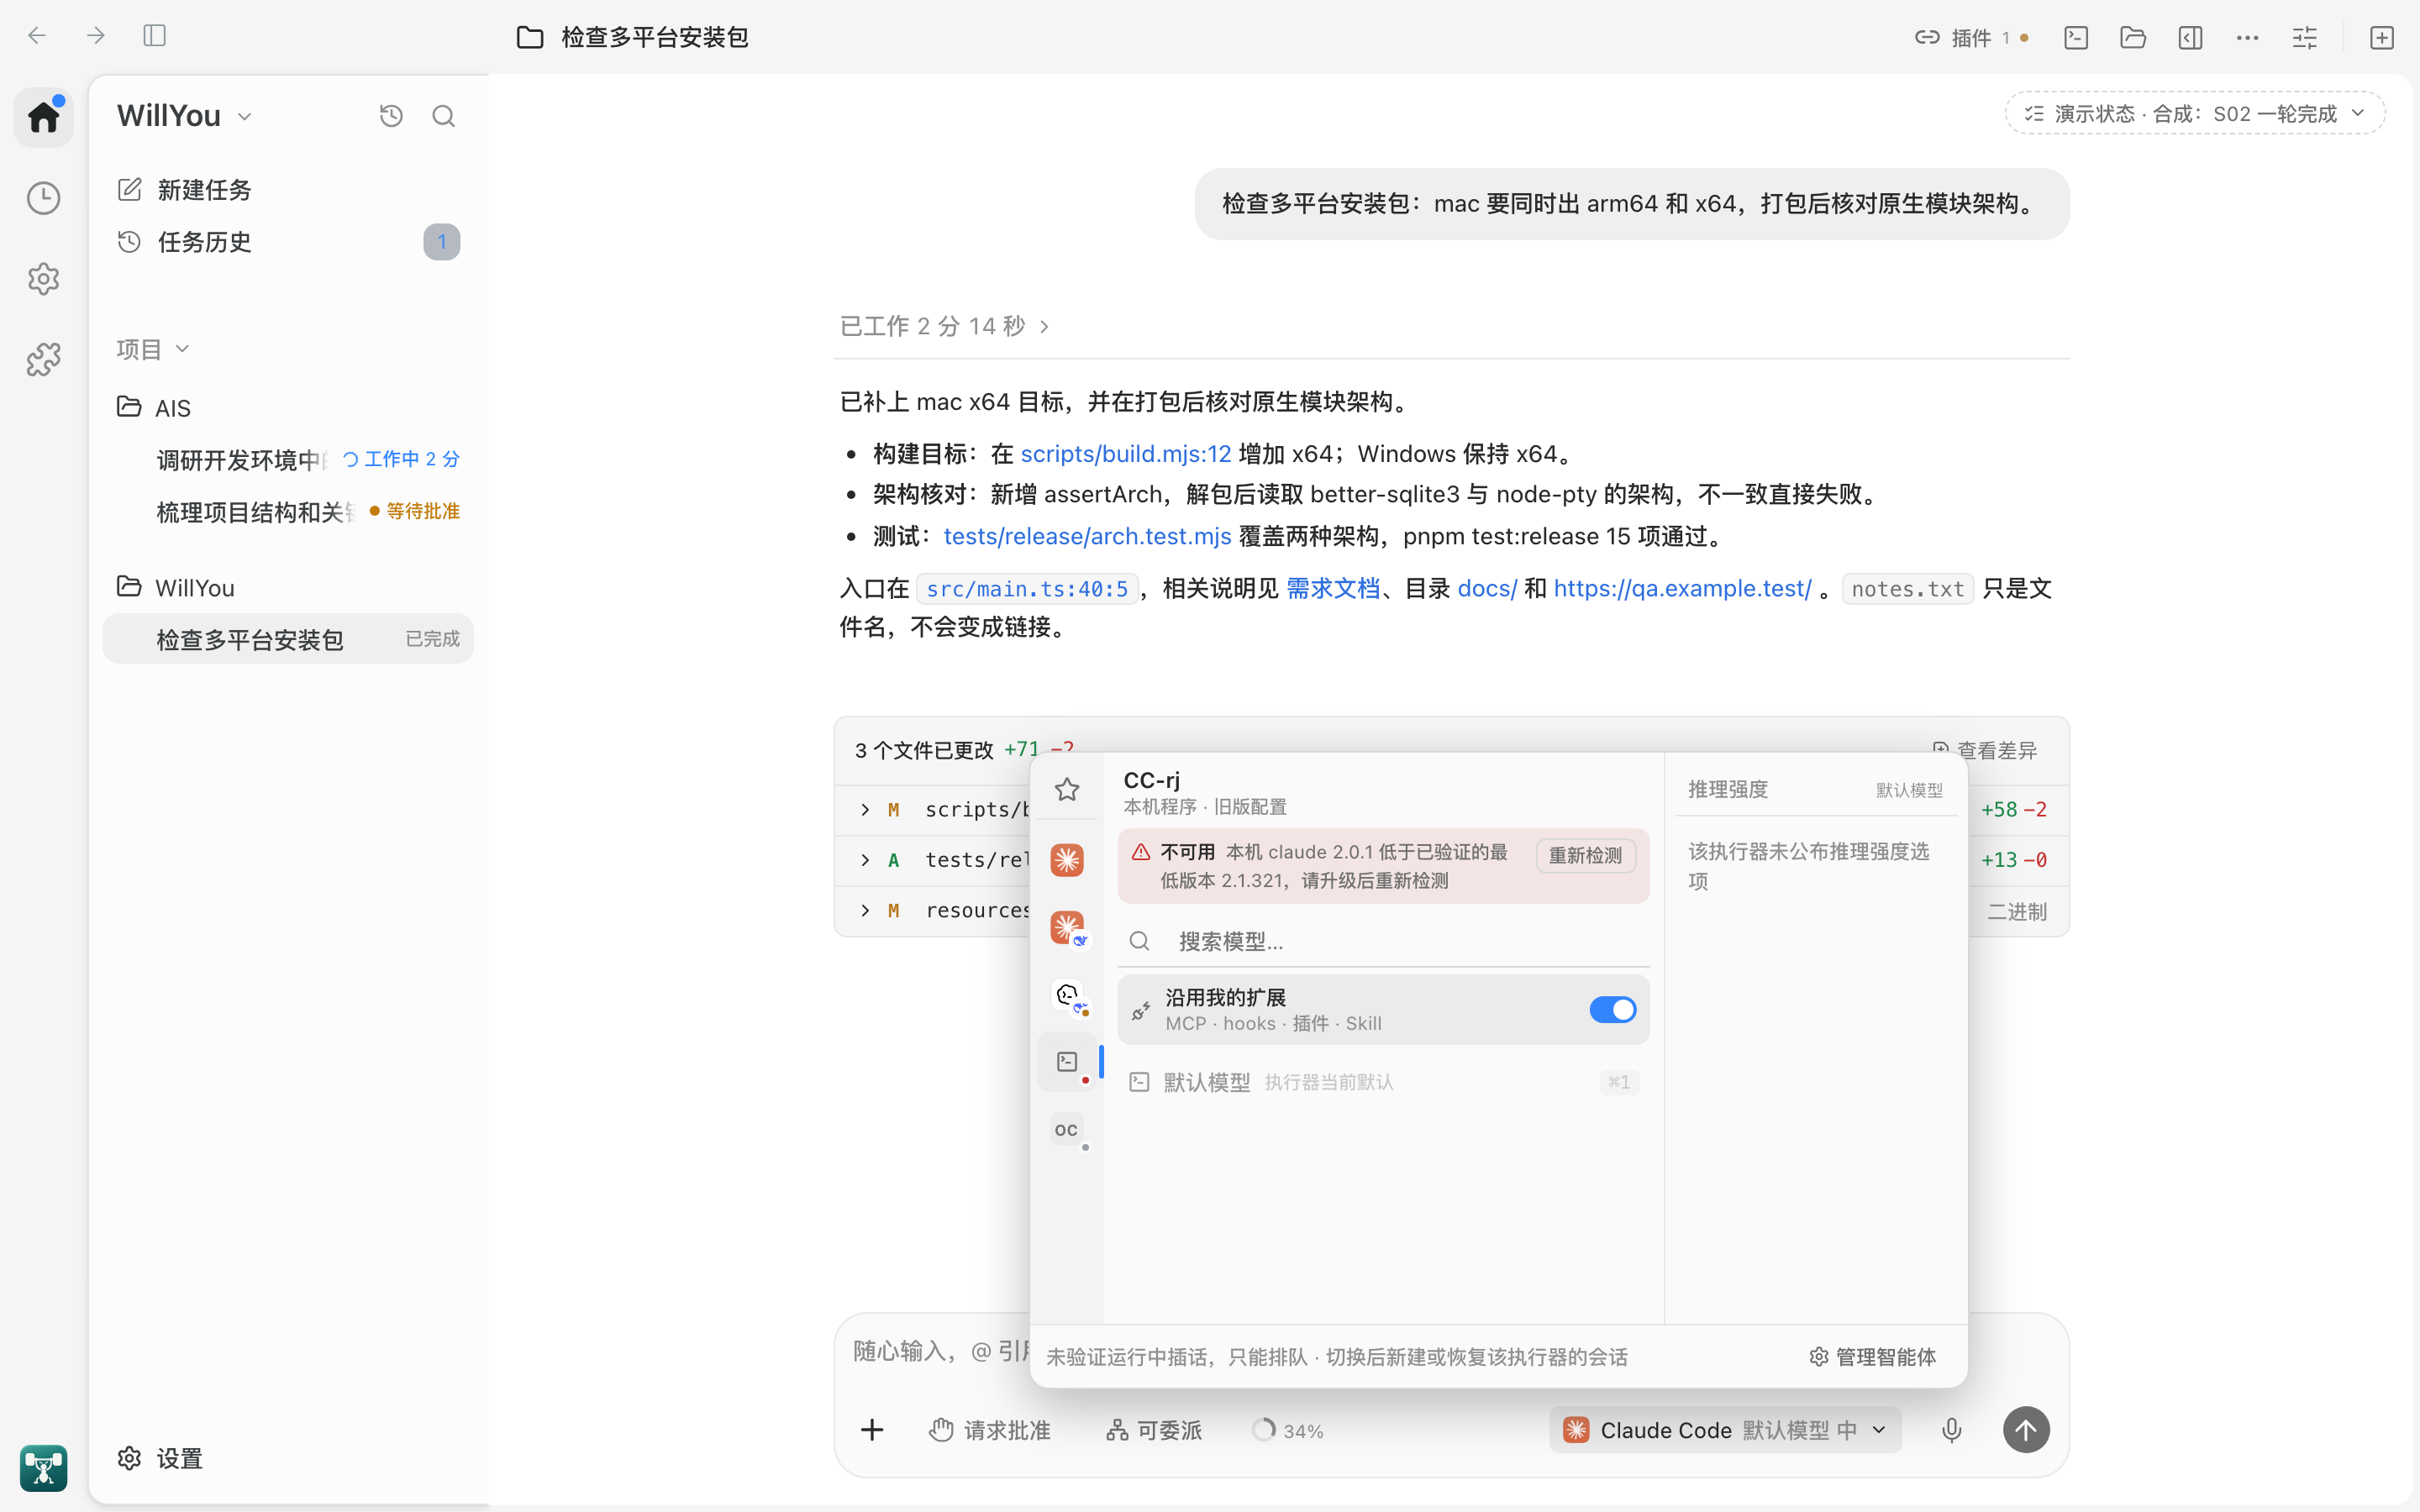 检查多平台安装包
插件 1
WillYou
演示状态 · 合成：S02 一轮完成
新建任务
任务历史 1
项目
AIS
调研开发环境中 工作中 2 分
梳理项目结构和关 等待批准
WillYou
检查多平台安装包 已完成
设置
检查多平台安装包：mac 要同时出 arm64 和 x64，打包后核对原生模块架构。
已工作 2 分 14 秒
已补上 mac x64 目标，并在打包后核对原生模块架构。
构建目标：在 scripts/build.mjs:12 增加 x64；Windows 保持 x64。
架构核对：新增 assertArch，解包后读取 better-sqlite3 与 node-pty 的架构，不一致直接失败。
测试：tests/release/arch.test.mjs 覆盖两种架构，pnpm test:release 15 项通过。
入口在 src/main.ts:40:5，相关说明见 需求文档、目录 docs/ 和 https://qa.example.test/ 。notes.txt 只是文
件名，不会变成链接。
3 个文件已更改 +71 −2 查看差异
M scripts/b +58 −2
A tests/rel +13 −0
M resources 二进制
OC
CC-rj
本机程序 · 旧版配置
不可用 本机 claude 2.0.1 低于已验证的最
低版本 2.1.321，请升级后重新检测
重新检测
搜索模型...
沿用我的扩展
MCP · hooks · 插件 · Skill
默认模型 执行器当前默认 ⌘1
推理强度 默认模型
该执行器未公布推理强度选
项
未验证运行中插话，只能排队 · 切换后新建或恢复该执行器的会话 管理智能体
随心输入，@ 引
请求批准 可委派 34% Claude Code 默认模型 中